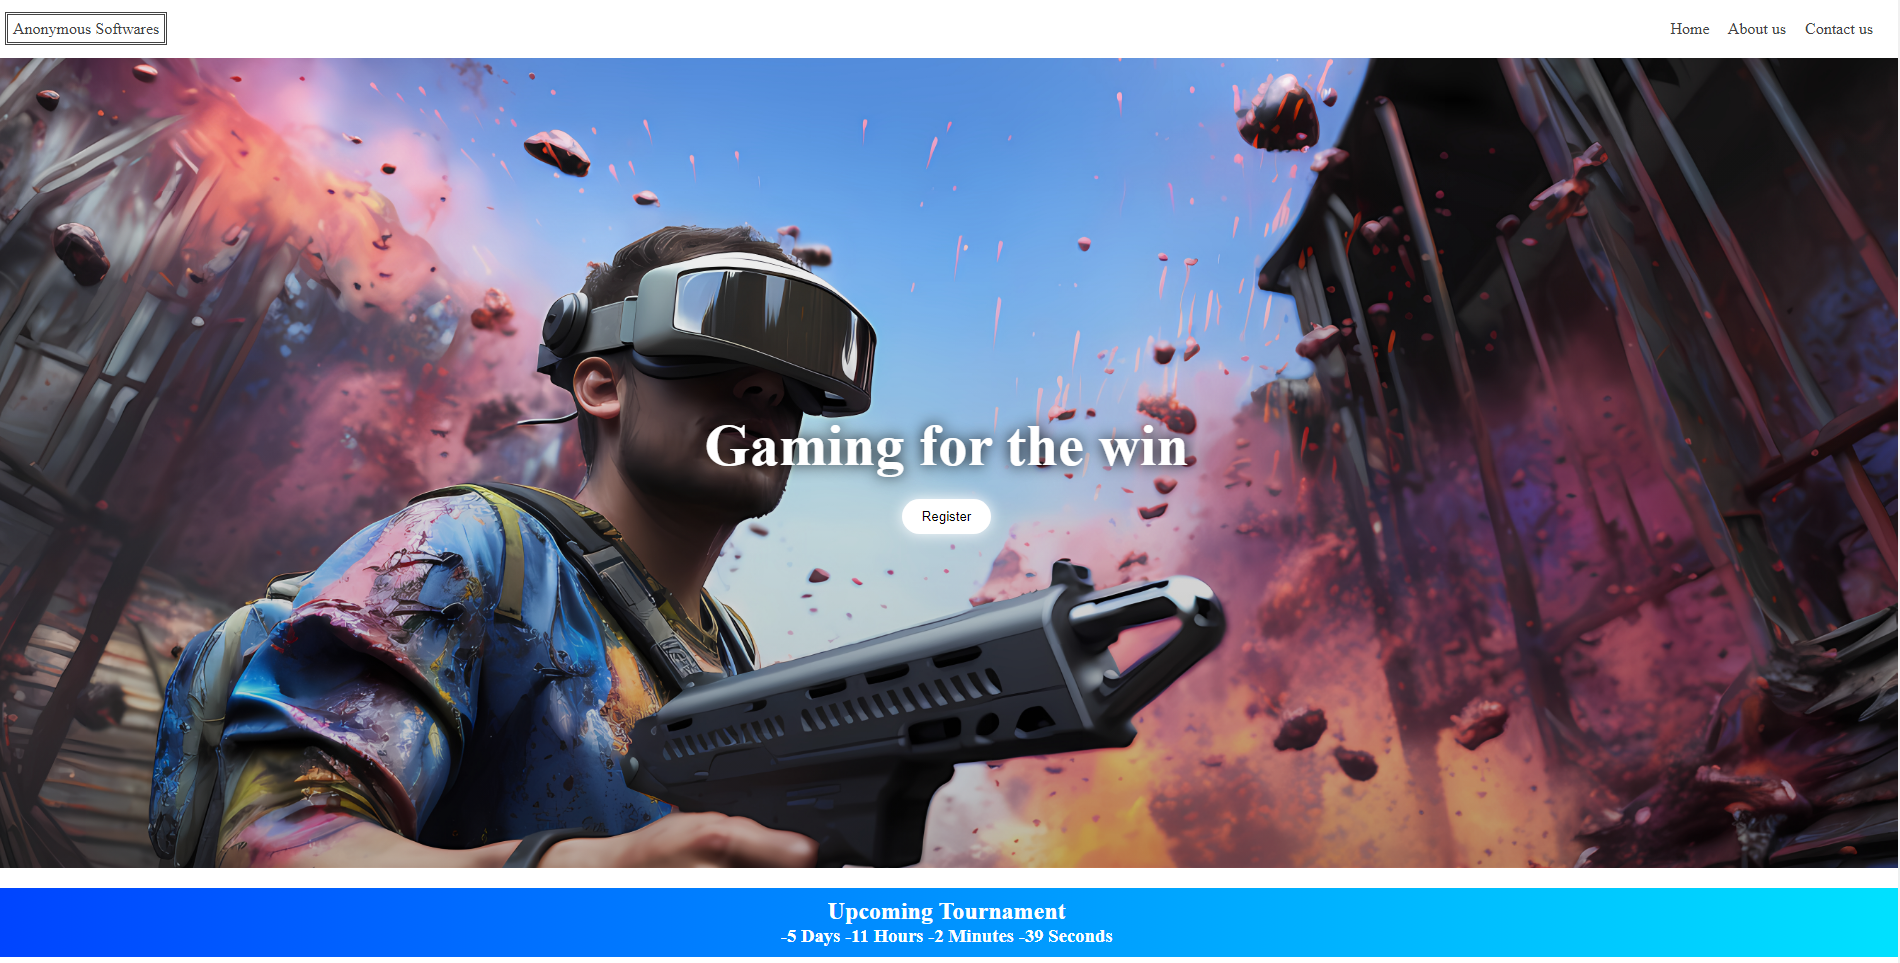 Anonymous Softwares
Home About us Contact us
Gaming for the win
Register
Upcoming Tournament
-5 Days -11 Hours -2 Minutes -39 Seconds